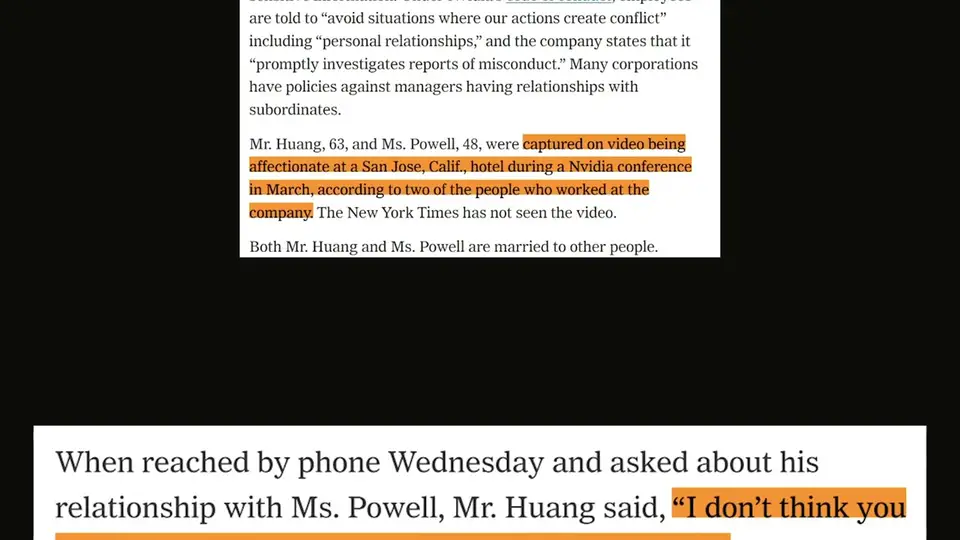 are told to “avoid situations where our actions create conflict”
including “personal relationships,” and the company states that it
“promptly investigates reports of misconduct.” Many corporations
have policies against managers having relationships with
subordinates.
Mr. Huang, 63, and Ms. Powell, 48, were captured on video being
affectionate at a San Jose, Calif., hotel during a Nvidia conference
in March, according to two of the people who worked at the
company. The New York Times has not seen the video.
Both Mr. Huang and Ms. Powell are married to other people.
When reached by phone Wednesday and asked about his
relationship with Ms. Powell, Mr. Huang said, “I don’t think you